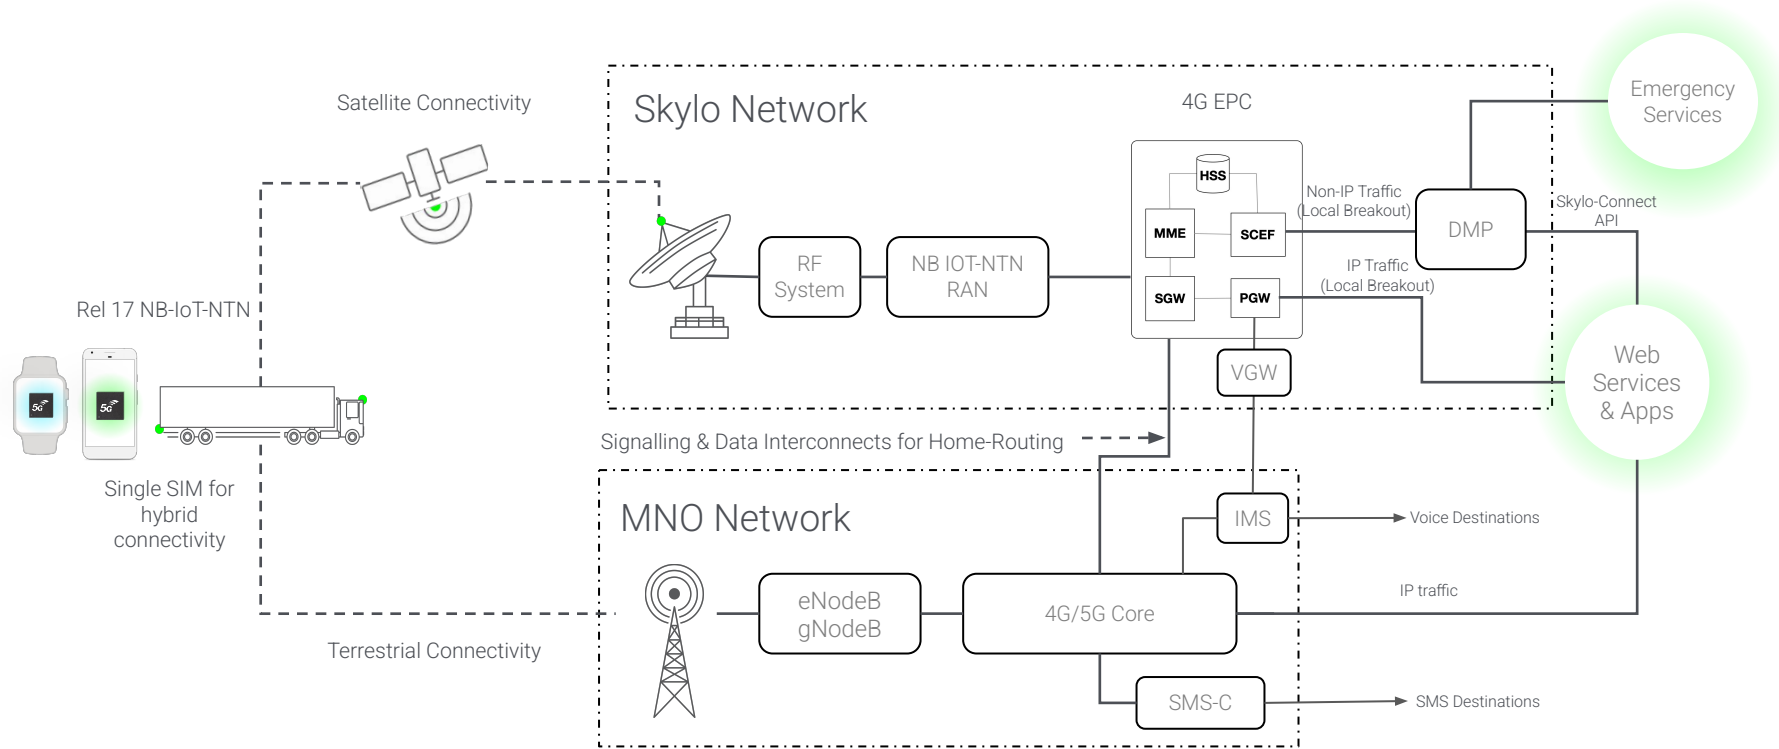 Satellite Connectivity
Skylo Network
4G EPC
Emergency
Services
HSS
MME
SCEF
SGW
PGW
Non-IP Traffic
(Local Breakout)
DMP
Skylo-Connect
API
RF
System
NB IOT-NTN
RAN
IP Traffic
(Local Breakout)
Rel 17 NB-IoT-NTN
5G
5G
VGW
Web
Services
& Apps
Signalling & Data Interconnects for Home-Routing
Single SIM for
hybrid
connectivity
MNO Network
IMS
Voice Destinations
eNodeB
gNodeB
4G/5G Core
IP traffic
Terrestrial Connectivity
SMS-C
SMS Destinations